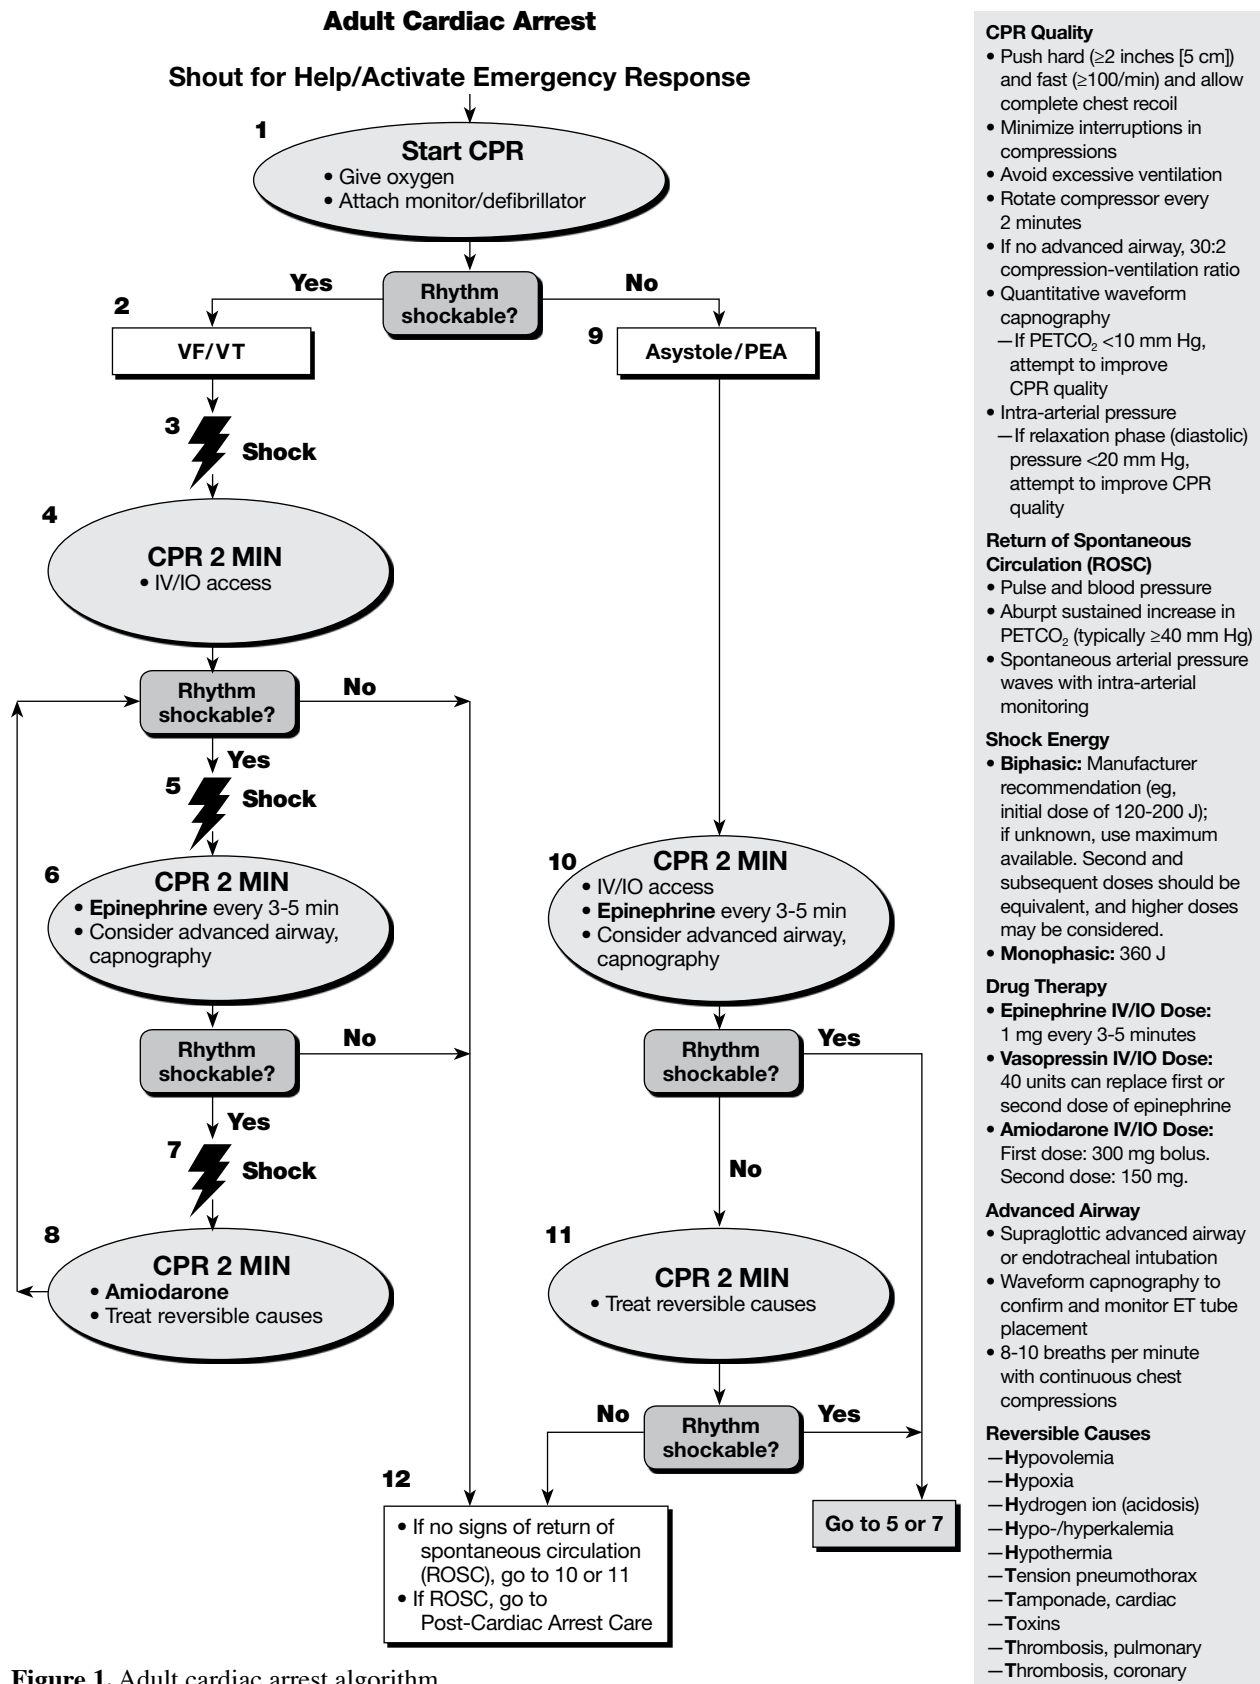 Adult Cardiac Arrest
Shout for Help/Activate Emergency Response
1
Start CPR
• Give oxygen
• Attach monitor/defibrillator
Rhythm
shockable?
Yes
No
2
VF/VT
3
Shock
4
CPR 2 MIN
• IV/IO access
Rhythm
shockable?
No
Yes
5
Shock
6
CPR 2 MIN
• Epinephrine every 3-5 min
• Consider advanced airway,
capnography
Rhythm
shockable?
No
Yes
7
Shock
8
CPR 2 MIN
• Amiodarone
• Treat reversible causes
9
Asystole/PEA
10
CPR 2 MIN
• IV/IO access
• Epinephrine every 3-5 min
• Consider advanced airway,
capnography
Rhythm
shockable?
Yes
No
11
CPR 2 MIN
• Treat reversible causes
Rhythm
shockable?
No
Yes
12
• If no signs of return of
spontaneous circulation
(ROSC), go to 10 or 11
• If ROSC, go to
Post-Cardiac Arrest Care
Go to 5 or 7
CPR Quality
• Push hard (≥2 inches [5 cm])
and fast (≥100/min) and allow
complete chest recoil
• Minimize interruptions in
compressions
• Avoid excessive ventilation
• Rotate compressor every
2 minutes
• If no advanced airway, 30:2
compression-ventilation ratio
• Quantitative waveform
capnography
—If PETCO₂ <10 mm Hg,
attempt to improve
CPR quality
• Intra-arterial pressure
—If relaxation phase (diastolic)
pressure <20 mm Hg,
attempt to improve CPR
quality
Return of Spontaneous
Circulation (ROSC)
• Pulse and blood pressure
• Aburpt sustained increase in
PETCO₂ (typically ≥40 mm Hg)
• Spontaneous arterial pressure
waves with intra-arterial
monitoring
Shock Energy
• Biphasic: Manufacturer
recommendation (eg,
initial dose of 120-200 J);
if unknown, use maximum
available. Second and
subsequent doses should be
equivalent, and higher doses
may be considered.
• Monophasic: 360 J
Drug Therapy
• Epinephrine IV/IO Dose:
1 mg every 3-5 minutes
• Vasopressin IV/IO Dose:
40 units can replace first or
second dose of epinephrine
• Amiodarone IV/IO Dose:
First dose: 300 mg bolus.
Second dose: 150 mg.
Advanced Airway
• Supraglottic advanced airway
or endotracheal intubation
• Waveform capnography to
confirm and monitor ET tube
placement
• 8-10 breaths per minute
with continuous chest
compressions
Reversible Causes
—Hypovolemia
—Hypoxia
—Hydrogen ion (acidosis)
—Hypo-/hyperkalemia
—Hypothermia
—Tension pneumothorax
—Tamponade, cardiac
—Toxins
—Thrombosis, pulmonary
—Thrombosis, coronary
Figure 1. Adult cardiac arrest algorithm